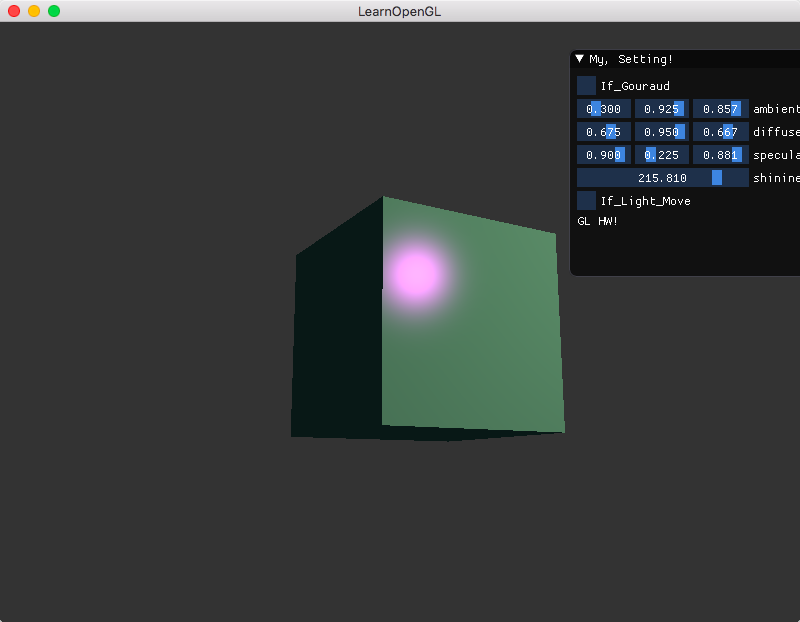 LearnOpenGL
My, Setting!
If_Gouraud
0.300 0.925 0.857 ambient
0.675 0.950 0.667 diffuse
0.900 0.225 0.881 specula
215.810 shinine
If_Light_Move
GL HW!